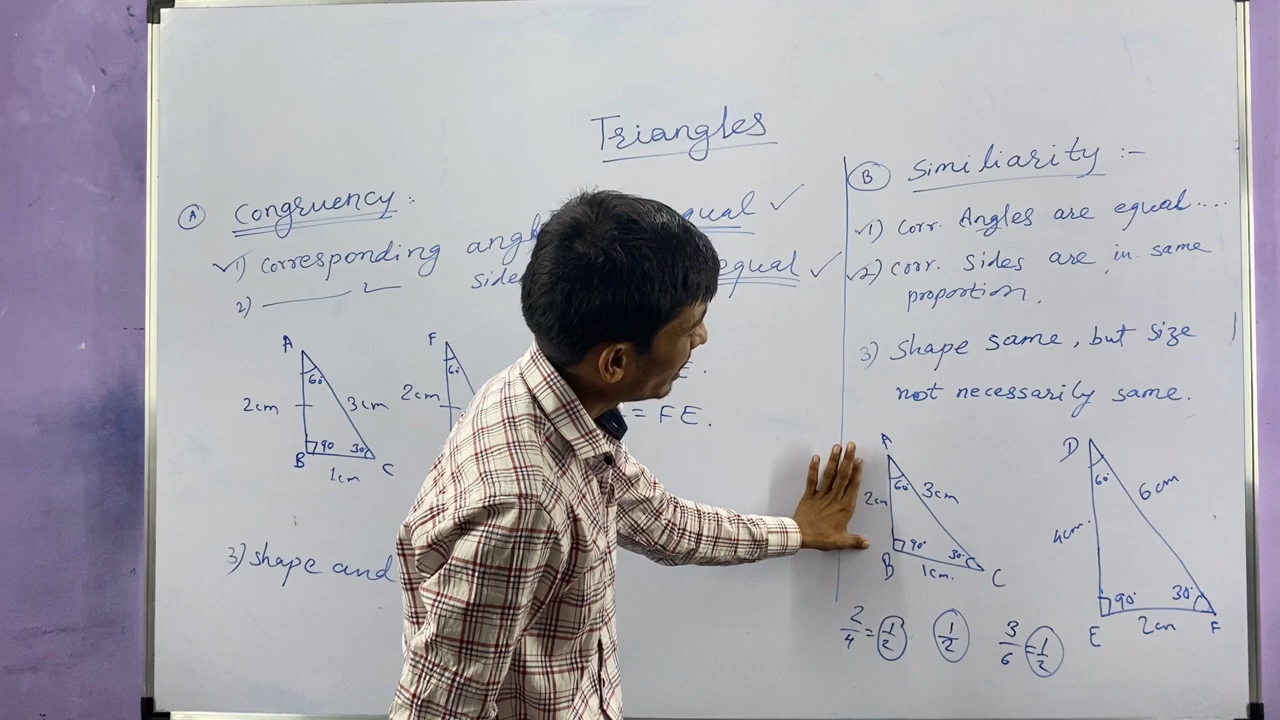 Triangles
Ⓐ Congruency :
✓1) Corresponding angl equal ✓
2) sides equal ✓
A
60
2cm 3cm
90 30
B C
1cm
F
60
2cm
E.
= FE.
3) Shape and
Ⓑ Similiarity :-
✓1) Corr. Angles are equal....
✓2) Corr. Sides are in same
proportion.
3) Shape same, but size
not necessarily same.
A
60
2cm 3cm
90° 30°
B C
1cm.
D
60°
4cm. 6cm
90° 30°
E F
2cm
2/4 = 1/2 1/2 3/6 = 1/2